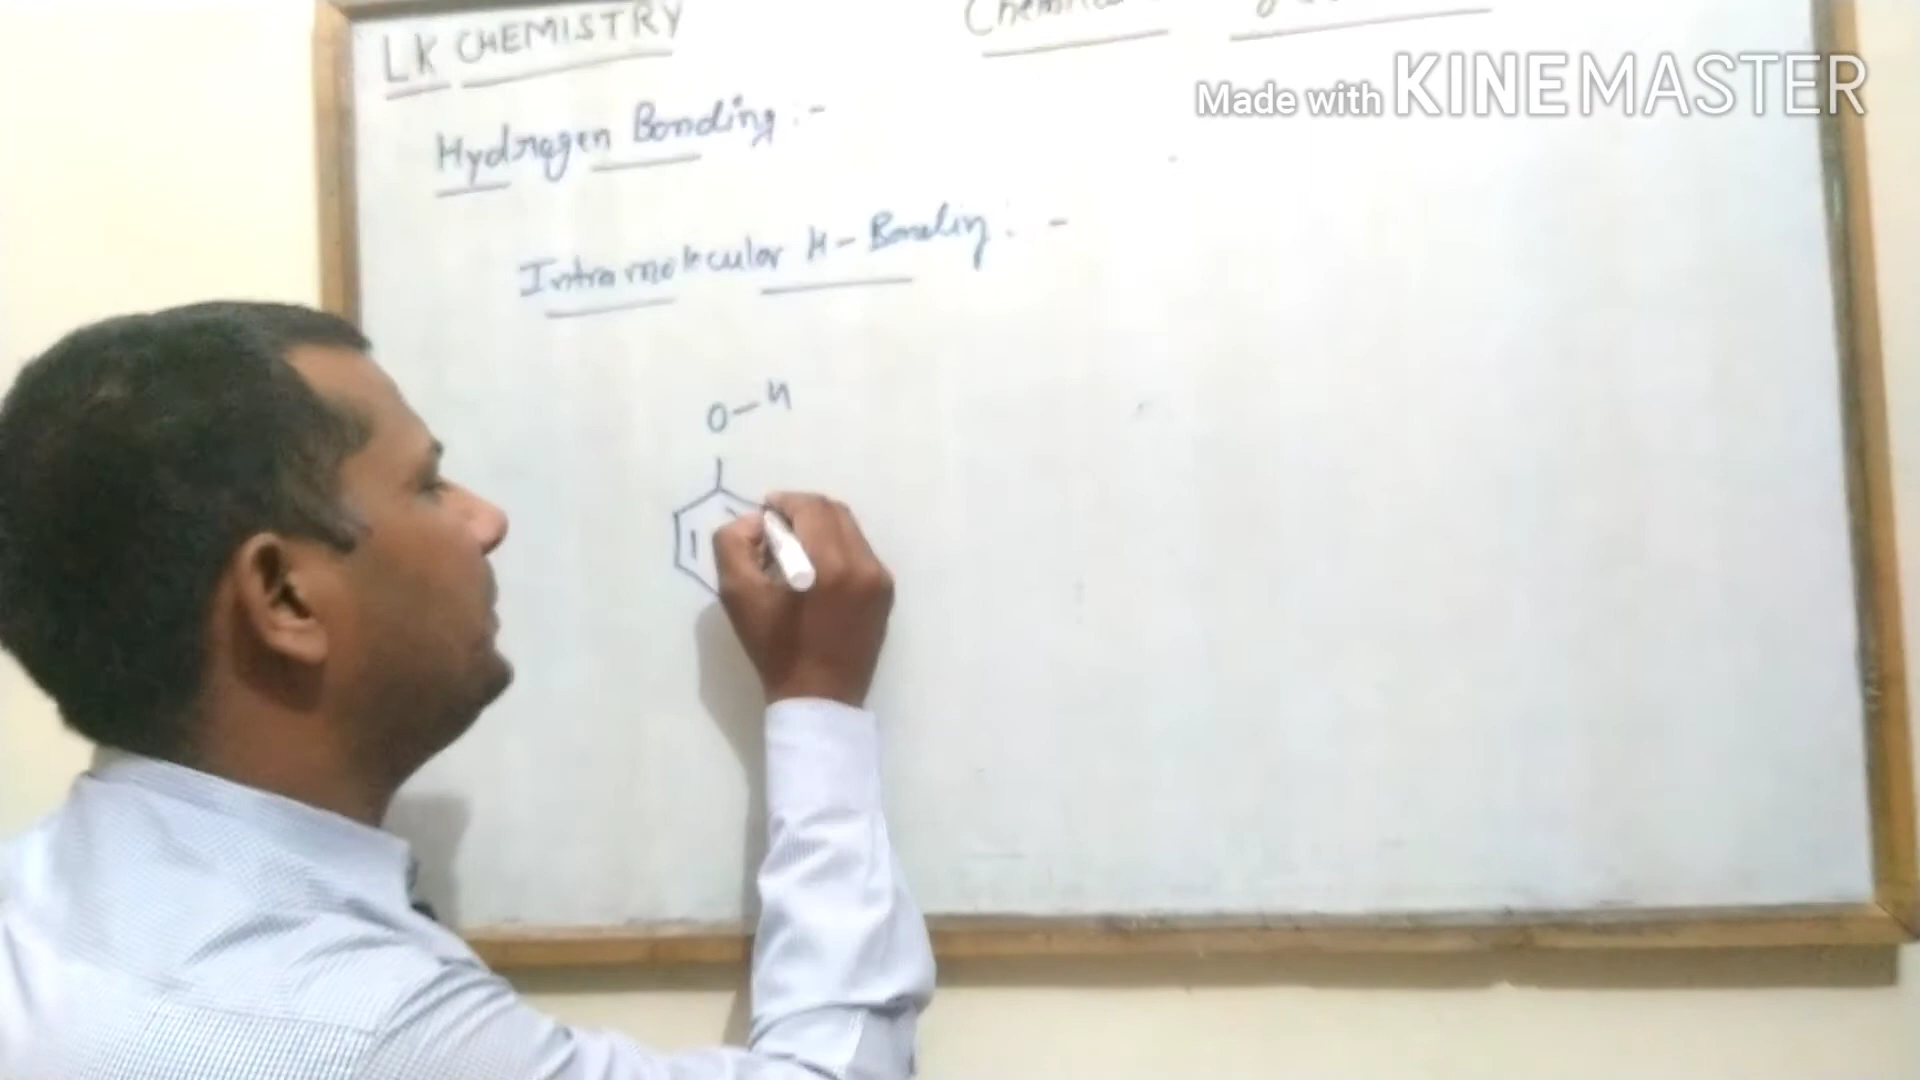 LK CHEMISTRY
Made with KINEMASTER
Hydrogen Bonding :-
Intramolecular H-Bonding : -
O-H